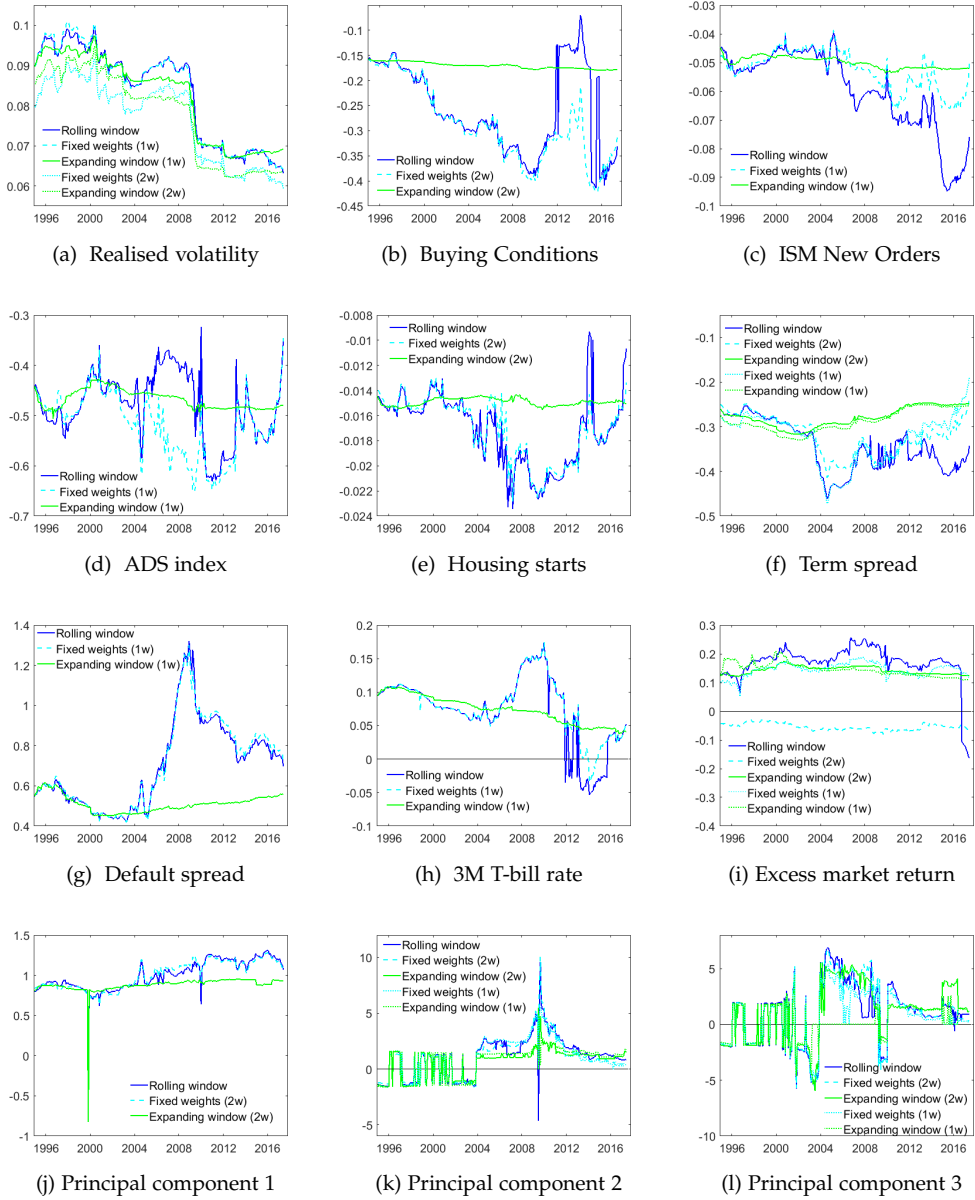 0.1
0.09
0.08
0.07
0.06
Rolling window
Fixed weights (1w)
Expanding window (1w)
Fixed weights (2w)
Expanding window (2w)
1996 2000 2004 2008 2012 2016
(a) Realised volatility
-0.1
-0.15
-0.2
-0.25
-0.3
-0.35
-0.4
-0.45
Rolling window
Fixed weights (2w)
Expanding window (2w)
1996 2000 2004 2008 2012 2016
(b) Buying Conditions
-0.03
-0.04
-0.05
-0.06
-0.07
-0.08
-0.09
-0.1
Rolling window
Fixed weights (1w)
Expanding window (1w)
1996 2000 2004 2008 2012 2016
(c) ISM New Orders
-0.3
-0.4
-0.5
-0.6
-0.7
Rolling window
Fixed weights (1w)
Expanding window (1w)
1996 2000 2004 2008 2012 2016
(d) ADS index
-0.008
-0.01
-0.012
-0.014
-0.016
-0.018
-0.02
-0.022
-0.024
Rolling window
Fixed weights (2w)
Expanding window (2w)
1996 2000 2004 2008 2012 2016
(e) Housing starts
-0.1
-0.2
-0.3
-0.4
-0.5
Rolling window
Fixed weights (2w)
Expanding window (2w)
Fixed weights (1w)
Expanding window (1w)
1996 2000 2004 2008 2012 2016
(f) Term spread
1.4
1.2
1
0.8
0.6
0.4
Rolling window
Fixed weights (1w)
Expanding window (1w)
1996 2000 2004 2008 2012 2016
(g) Default spread
0.2
0.15
0.1
0.05
0
-0.05
-0.1
Rolling window
Fixed weights (1w)
Expanding window (1w)
1996 2000 2004 2008 2012 2016
(h) 3M T-bill rate
0.3
0.2
0.1
0
-0.1
-0.2
-0.3
-0.4
Rolling window
Fixed weights (2w)
Expanding window (2w)
Fixed weights (1w)
Expanding window (1w)
1996 2000 2004 2008 2012 2016
(i) Excess market return
1.5
1
0.5
0
-0.5
-1
Rolling window
Fixed weights (2w)
Expanding window (2w)
1996 2000 2004 2008 2012 2016
(j) Principal component 1
10
5
0
-5
Rolling window
Fixed weights (2w)
Expanding window (2w)
Fixed weights (1w)
Expanding window (1w)
1996 2000 2004 2008 2012 2016
(k) Principal component 2
5
0
-5
-10
Rolling window
Fixed weights (2w)
Expanding window (2w)
Fixed weights (1w)
Expanding window (1w)
1996 2000 2004 2008 2012 2016
(l) Principal component 3